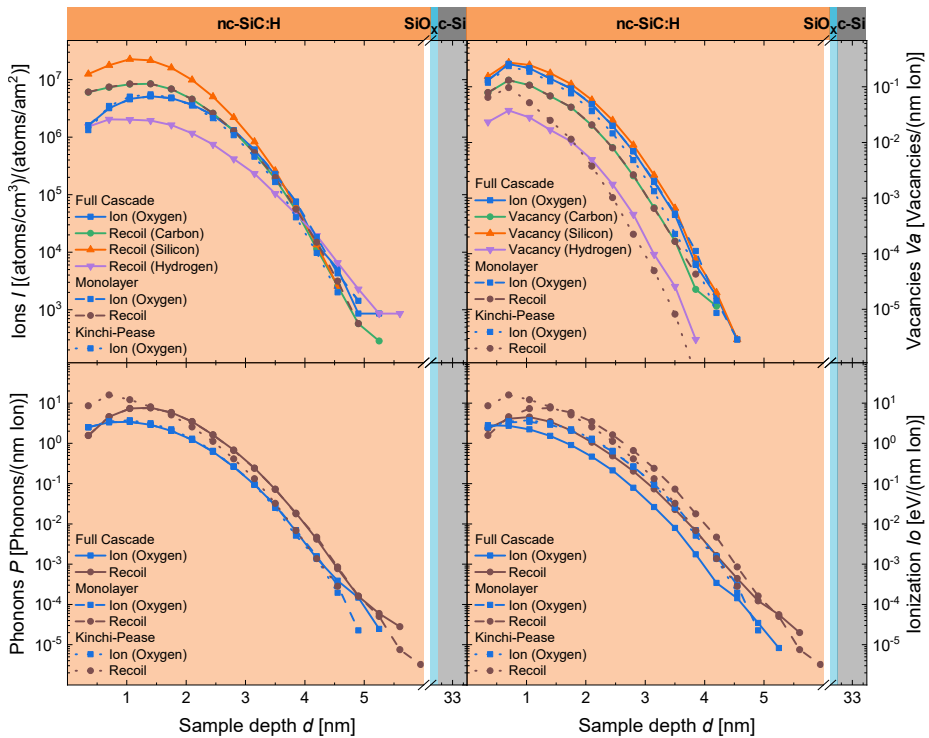 nc-SiC:H
SiOx
c-Si
nc-SiC:H
SiOx
c-Si
Ions I [(atoms/cm³)/(atoms/am²)]
10⁷
10⁶
10⁵
10⁴
10³
Full Cascade
Ion (Oxygen)
Recoil (Carbon)
Recoil (Silicon)
Recoil (Hydrogen)
Monolayer
Ion (Oxygen)
Recoil
Kinchi-Pease
Ion (Oxygen)
Full Cascade
Ion (Oxygen)
Vacancy (Carbon)
Vacancy (Silicon)
Vacancy (Hydrogen)
Monolayer
Ion (Oxygen)
Recoil
Kinchi-Pease
Ion (Oxygen)
Recoil
10⁻¹
10⁻²
10⁻³
10⁻⁴
10⁻⁵
Vacancies Va [Vacancies/(nm Ion)]
Phonons P [Phonons/(nm Ion)]
10¹
10⁰
10⁻¹
10⁻²
10⁻³
10⁻⁴
10⁻⁵
Full Cascade
Ion (Oxygen)
Recoil
Monolayer
Ion (Oxygen)
Recoil
Kinchi-Pease
Ion (Oxygen)
Recoil
Full Cascade
Ion (Oxygen)
Recoil
Monolayer
Ion (Oxygen)
Recoil
Kinchi-Pease
Ion (Oxygen)
Recoil
10¹
10⁰
10⁻¹
10⁻²
10⁻³
10⁻⁴
10⁻⁵
Ionization Io [eV/(nm Ion)]
0 1 2 3 4 5 33
0 1 2 3 4 5 33
Sample depth d [nm]
Sample depth d [nm]